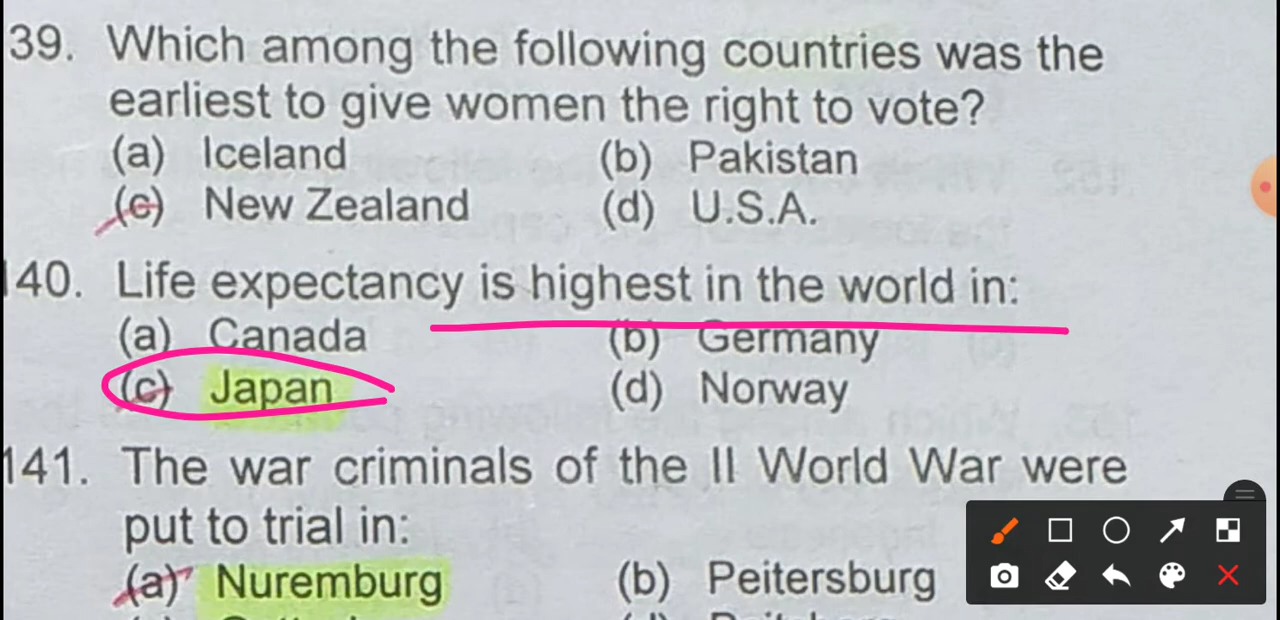 39. Which among the following countries was the
earliest to give women the right to vote?
(a) Iceland (b) Pakistan
(c) New Zealand (d) U.S.A.
140. Life expectancy is highest in the world in:
(a) Canada (b) Germany
(c) Japan (d) Norway
141. The war criminals of the II World War were
put to trial in:
(a) Nuremburg (b) Peitersburg